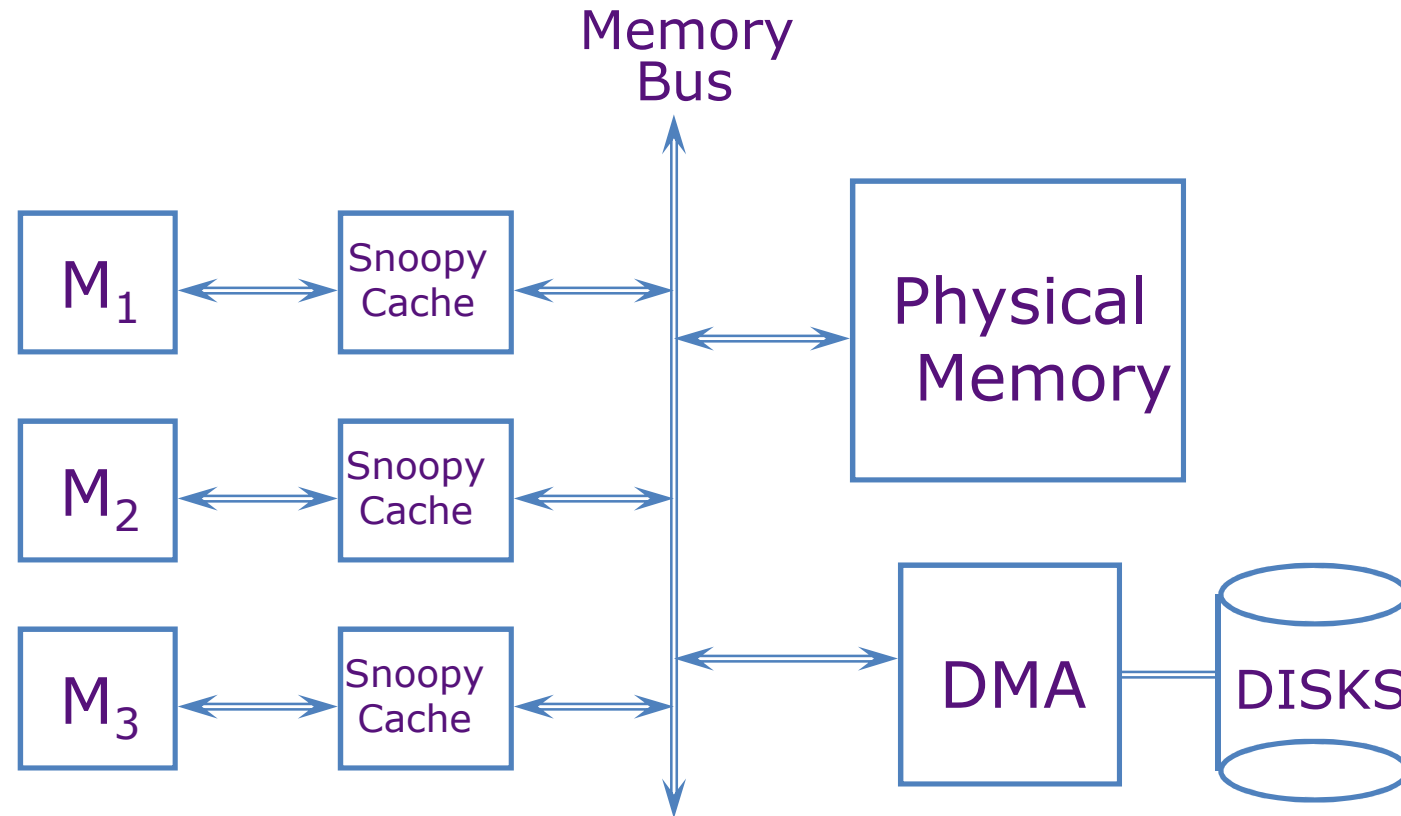 Memory
Bus
M₁
Snoopy
Cache
Physical
Memory
M₂
Snoopy
Cache
M₃
Snoopy
Cache
DMA
DISKS